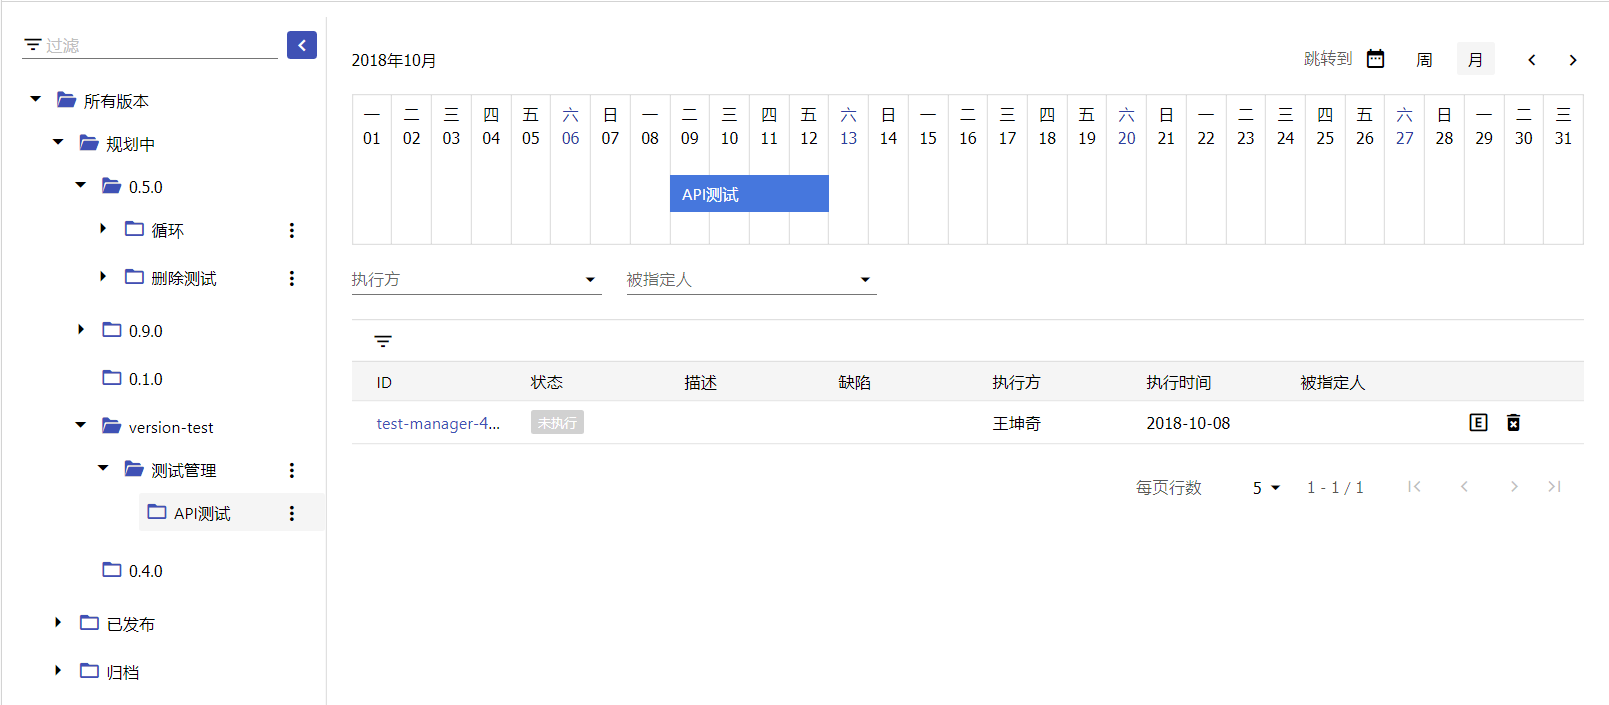 过滤
所有版本
规划中
0.5.0
循环
删除测试
0.9.0
0.1.0
version-test
测试管理
API测试
0.4.0
已发布
归档
2018年10月
跳转到 周 月
一 二 三 四 五 六 日 一 二 三 四 五 六 日 一 二 三 四 五 六 日 一 二 三 四 五 六 日 一 二 三
01 02 03 04 05 06 07 08 09 10 11 12 13 14 15 16 17 18 19 20 21 22 23 24 25 26 27 28 29 30 31
API测试
执行方 被指定人
ID 状态 描述 缺陷 执行方 执行时间 被指定人
test-manager-4... 未执行 王坤奇 2018-10-08 E
每页行数 5 1 - 1 / 1